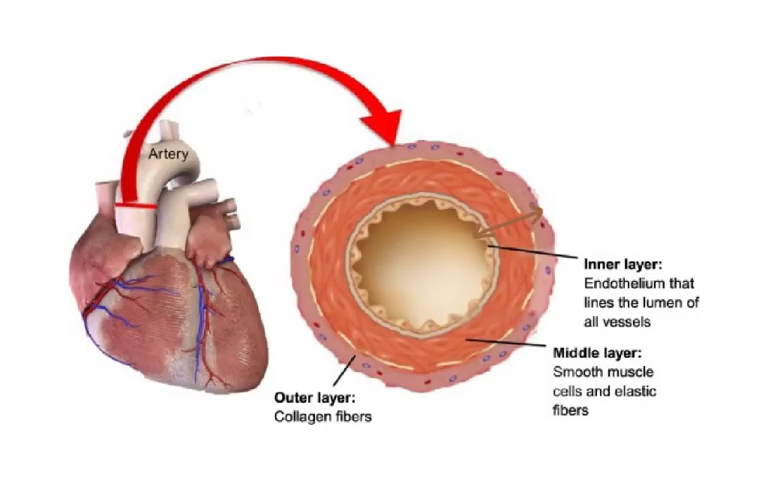 Artery
Inner layer:
Endothelium that
lines the lumen of
all vessels
Middle layer:
Smooth muscle
cells and elastic
fibers
Outer layer:
Collagen fibers